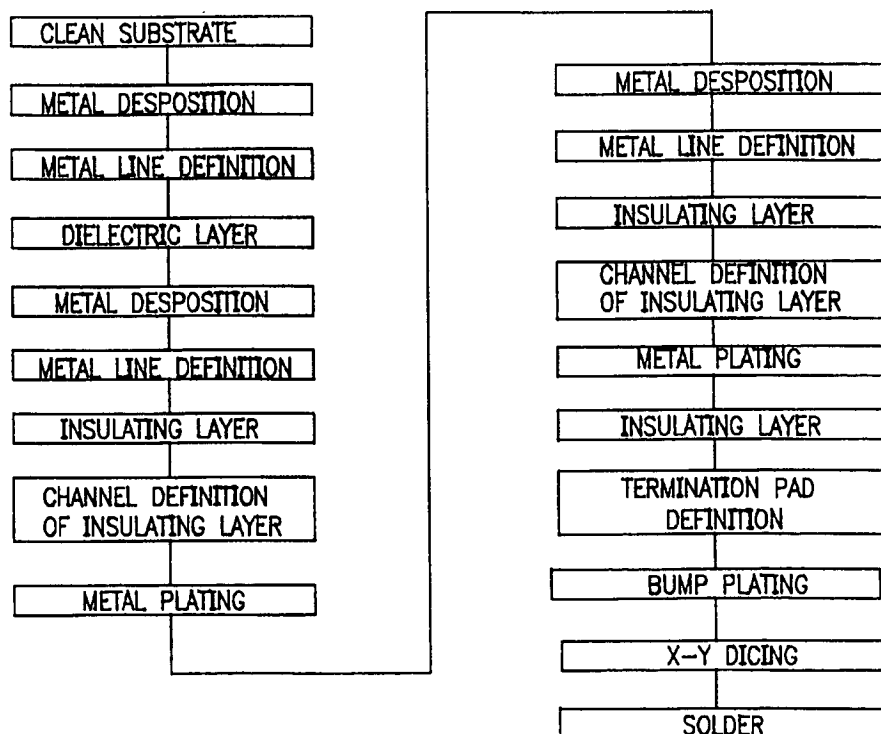 CLEAN SUBSTRATE
METAL DESPOSITION
METAL LINE DEFINITION
DIELECTRIC LAYER
METAL DESPOSITION
METAL LINE DEFINITION
INSULATING LAYER
CHANNEL DEFINITION
OF INSULATING LAYER
METAL PLATING
METAL DESPOSITION
METAL LINE DEFINITION
INSULATING LAYER
CHANNEL DEFINITION
OF INSULATING LAYER
METAL PLATING
INSULATING LAYER
TERMINATION PAD
DEFINITION
BUMP PLATING
X-Y DICING
SOLDER